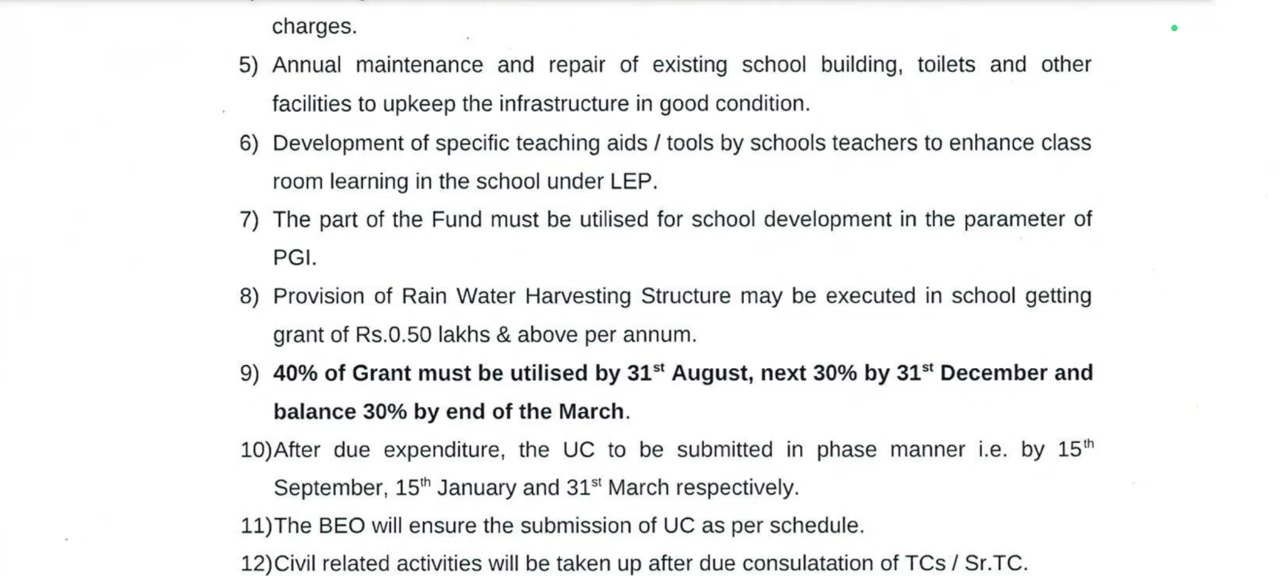 charges.
5) Annual maintenance and repair of existing school building, toilets and other
facilities to upkeep the infrastructure in good condition.
6) Development of specific teaching aids / tools by schools teachers to enhance class
room learning in the school under LEP.
7) The part of the Fund must be utilised for school development in the parameter of
PGI.
8) Provision of Rain Water Harvesting Structure may be executed in school getting
grant of Rs.0.50 lakhs & above per annum.
9) 40% of Grant must be utilised by 31st August, next 30% by 31st December and
balance 30% by end of the March.
10)After due expenditure, the UC to be submitted in phase manner i.e. by 15th
September, 15th January and 31st March respectively.
11)The BEO will ensure the submission of UC as per schedule.
12)Civil related activities will be taken up after due consulatation of TCs / Sr.TC.